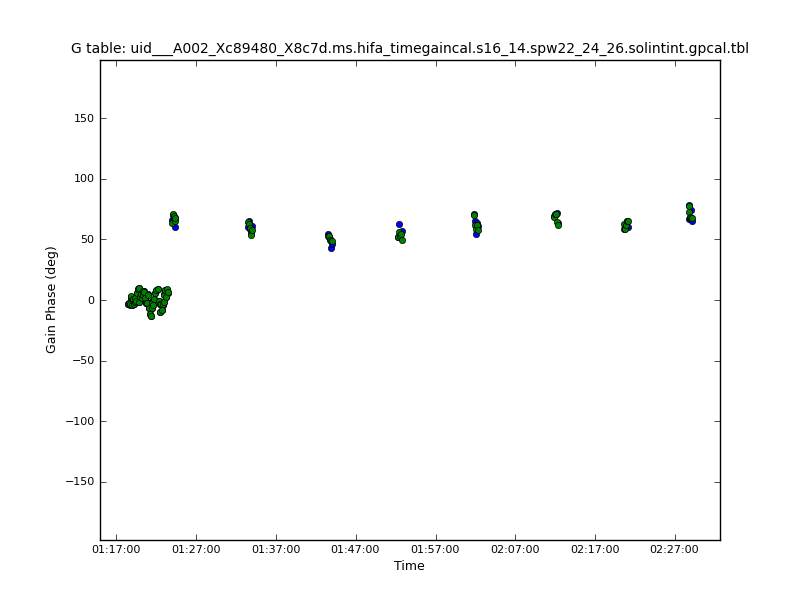 G table: uid___A002_Xc89480_X8c7d.ms.hifa_timegaincal.s16_14.spw22_24_26.solintint.gpcal.tbl
150
100
50
0
−50
−100
−150
Gain Phase (deg)
01:17:00 01:27:00 01:37:00 01:47:00 01:57:00 02:07:00 02:17:00 02:27:00
Time